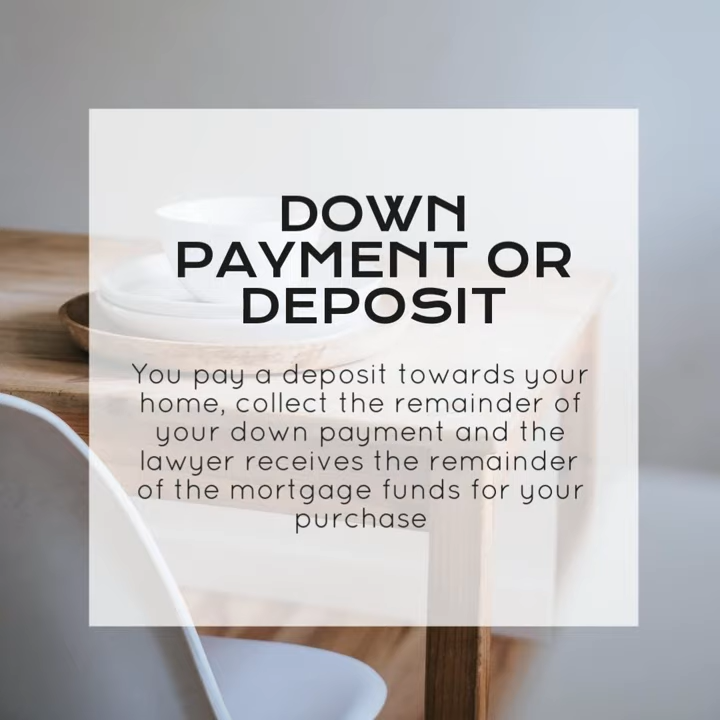 DOWN
PAYMENT OR
DEPOSIT
You pay a deposit towards your
home, collect the remainder of
your down payment and the
lawyer receives the remainder
of the mortgage funds for your
purchase